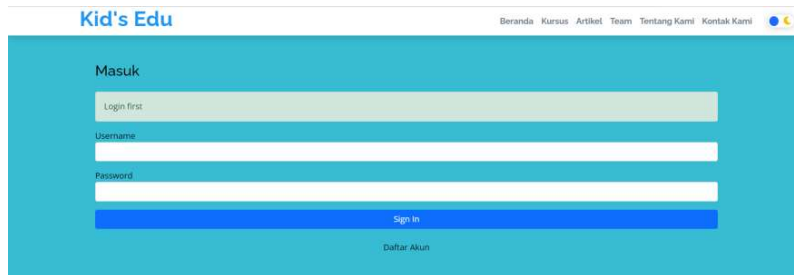 Kid's Edu
Beranda Kursus Artikel Team Tentang Kami Kontak Kami
Masuk
Login first
Username
Password
Sign In
Daftar Akun